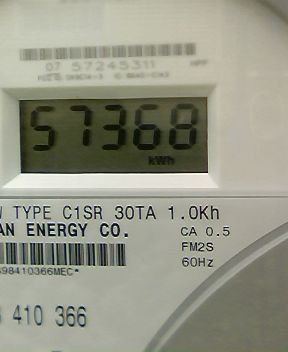 07 57245311
57368
kWh
TYPE C1SR 30TA 1.0Kh
AN ENERGY CO.
CA 0.5
FM2S
60Hz
98410366MEC*
410 366